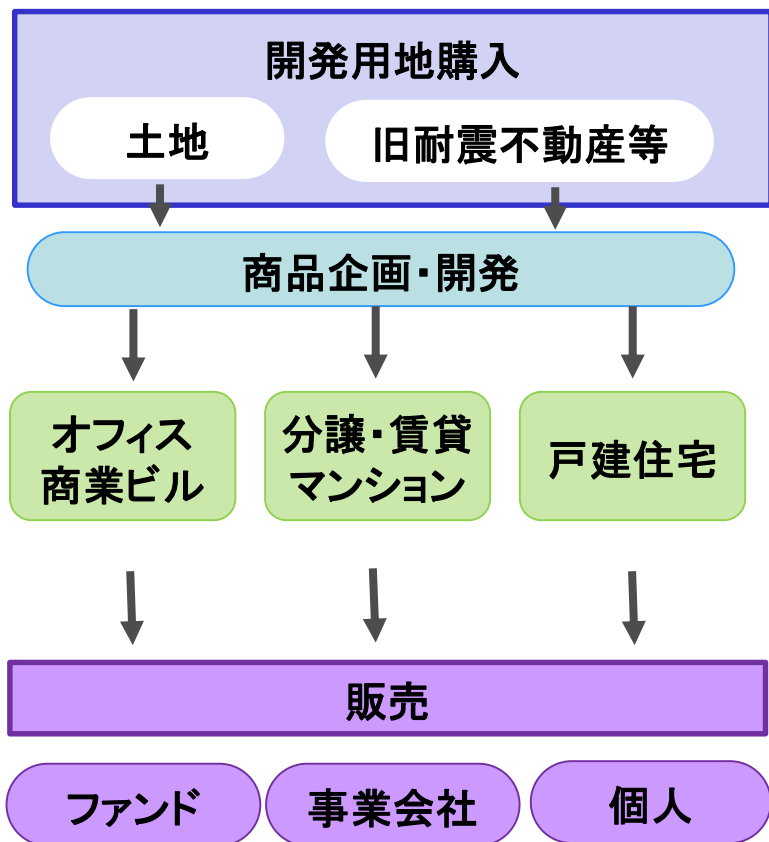 開発用地購入
土地
旧耐震不動産等
商品企画・開発
オフィス
商業ビル
分譲・賃貸
マンション
戸建住宅
販売
ファンド
事業会社
個人